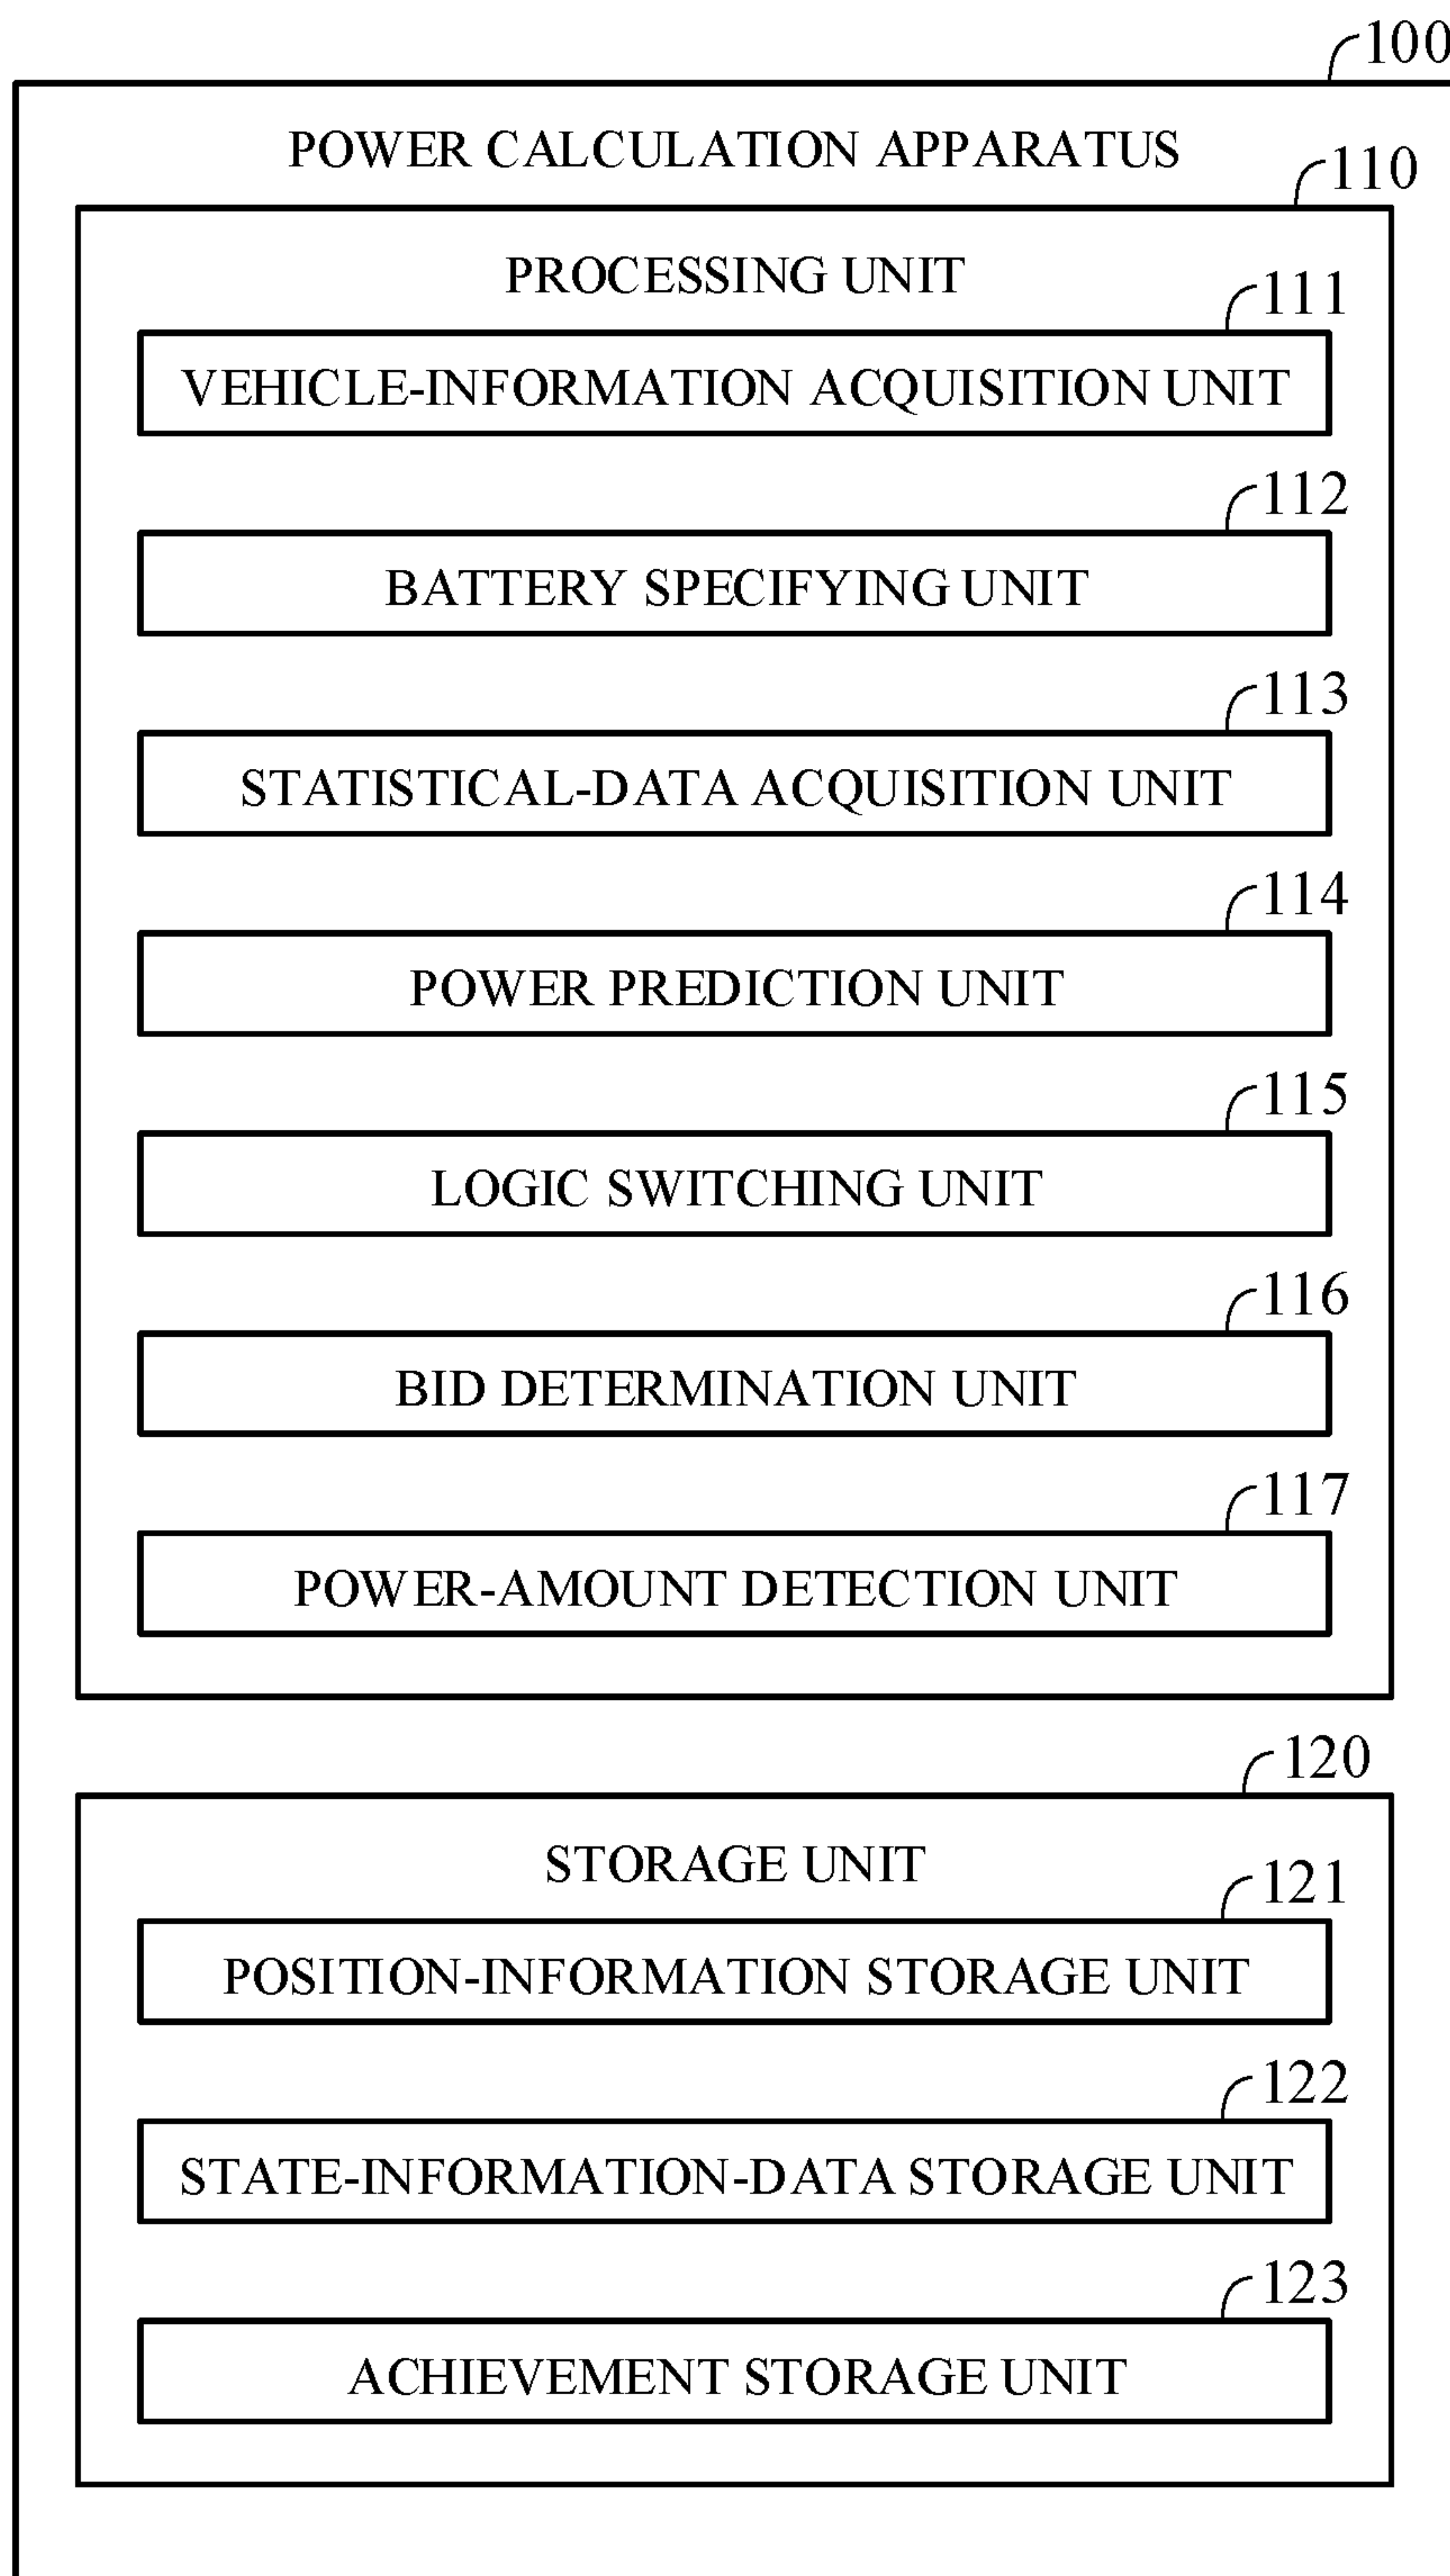 100
POWER CALCULATION APPARATUS
110
PROCESSING UNIT
111
VEHICLE-INFORMATION ACQUISITION UNIT
112
BATTERY SPECIFYING UNIT
113
STATISTICAL-DATA ACQUISITION UNIT
114
POWER PREDICTION UNIT
115
LOGIC SWITCHING UNIT
116
BID DETERMINATION UNIT
117
POWER-AMOUNT DETECTION UNIT
120
STORAGE UNIT
121
POSITION-INFORMATION STORAGE UNIT
122
STATE-INFORMATION-DATA STORAGE UNIT
123
ACHIEVEMENT STORAGE UNIT